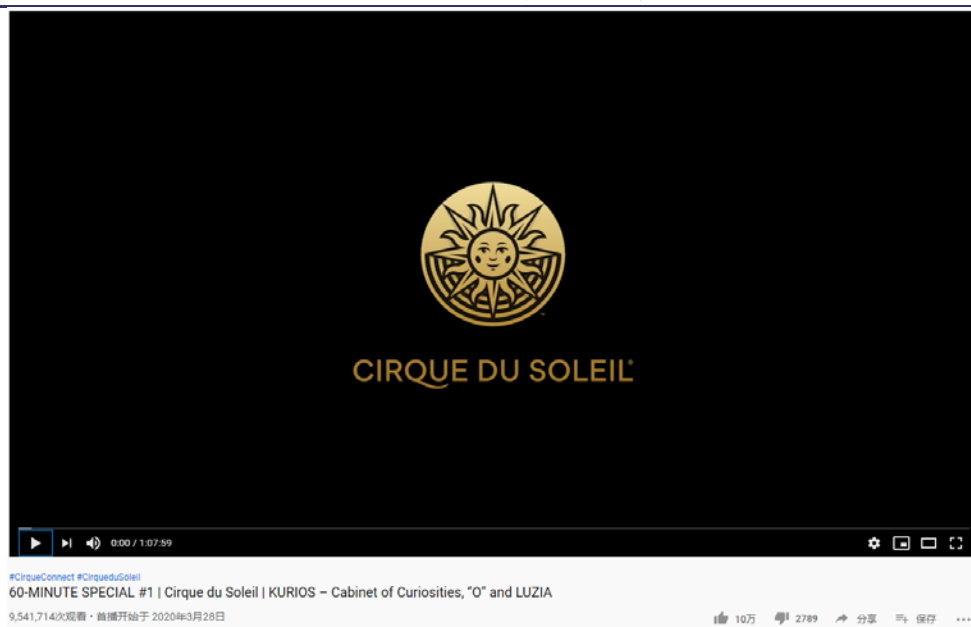 CIRQUE DU SOLEIL®
0:00 / 1:07:59
#CirqueConnect #CirqueduSoleil
60-MINUTE SPECIAL #1 | Cirque du Soleil | KURIOS – Cabinet of Curiosities, “O” and LUZIA
9,541,714次观看 • 首播开始于 2020年3月28日
10万 2789 分享 保存